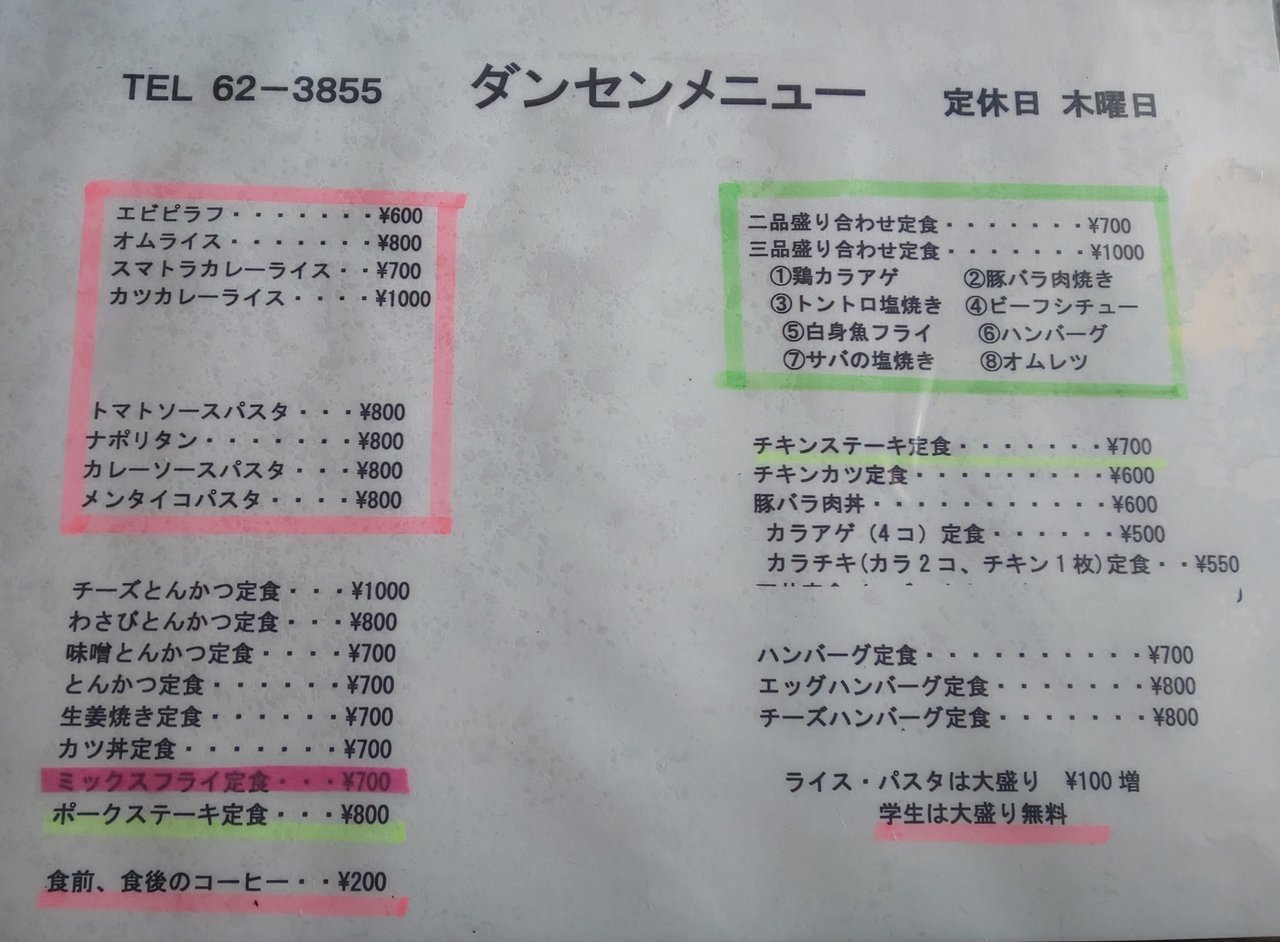 TEL 62－3855 ダンセンメニュー 定休日 木曜日
エビピラフ・・・・・・・¥600
オムライス・・・・・・・¥800
スマトラカレーライス・・¥700
カツカレーライス・・・・¥1000
トマトソースパスタ・・・¥800
ナポリタン・・・・・・・¥800
カレーソースパスタ・・・¥800
メンタイコパスタ・・・・¥800
チーズとんかつ定食・・・¥1000
わさびとんかつ定食・・・¥800
味噌とんかつ定食・・・・¥700
とんかつ定食・・・・・・¥700
生姜焼き定食・・・・・・¥700
カツ丼定食・・・・・・・¥700
ミックスフライ定食・・・¥700
ポークステーキ定食・・・¥800
食前、食後のコーヒー・・¥200
二品盛り合わせ定食・・・・・・・¥700
三品盛り合わせ定食・・・・・・・¥1000
①鶏カラアゲ ②豚バラ肉焼き
③トントロ塩焼き ④ビーフシチュー
⑤白身魚フライ ⑥ハンバーグ
⑦サバの塩焼き ⑧オムレツ
チキンステーキ定食・・・・・・・¥700
チキンカツ定食・・・・・・・・・¥600
豚バラ肉丼・・・・・・・・・・・¥600
カラアゲ（4コ）定食・・・・・・¥500
カラチキ(カラ2コ、チキン1枚)定食・・¥550
ハンバーグ定食・・・・・・・・・・¥700
エッグハンバーグ定食・・・・・・・¥800
チーズハンバーグ定食・・・・・・・¥800
ライス・パスタは大盛り ¥100増
学生は大盛り無料